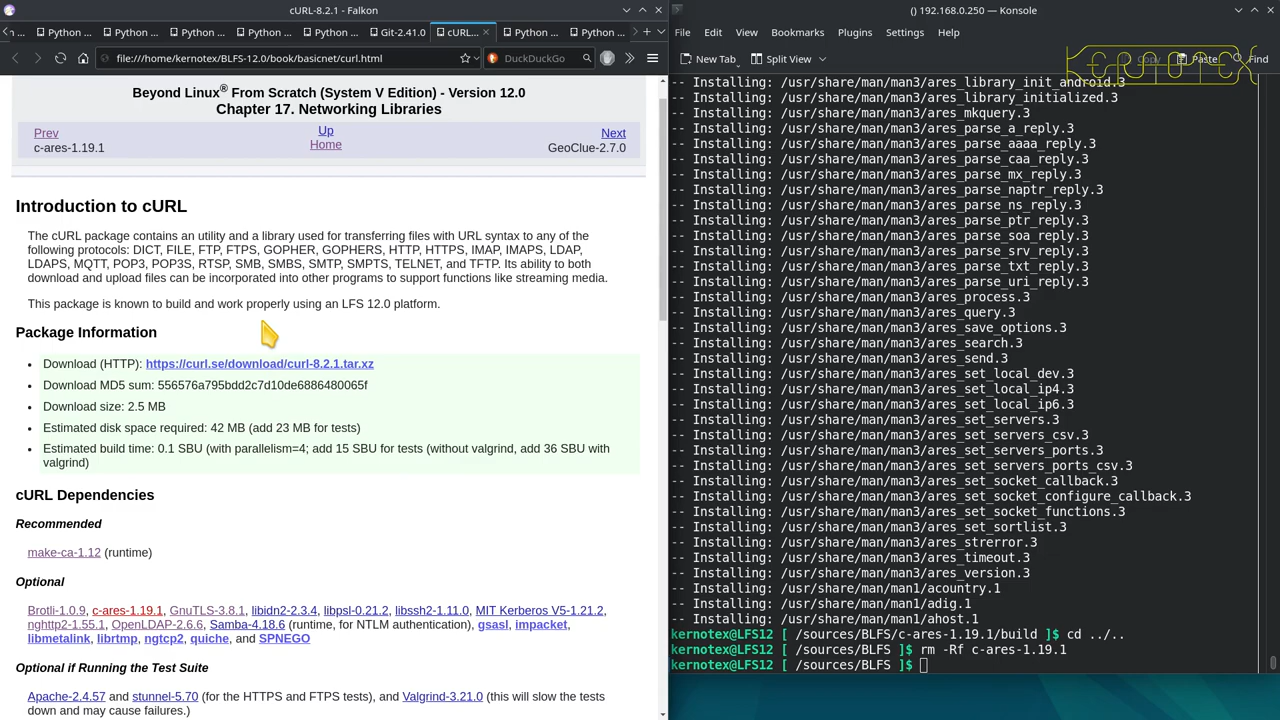 cURL-8.2.1 - Falkon
n... Python ... Python ... Python ... Python ... Python ... Git-2.41.0 cURL... Python ... Python ...
file:///home/kernotex/BLFS-12.0/book/basicnet/curl.html
DuckDuckGo
Beyond Linux® From Scratch (System V Edition) - Version 12.0
Chapter 17. Networking Libraries
Prev Up Next
c-ares-1.19.1 Home GeoClue-2.7.0
Introduction to cURL
The cURL package contains an utility and a library used for transferring files with URL syntax to any of the
following protocols: DICT, FILE, FTP, FTPS, GOPHER, GOPHERS, HTTP, HTTPS, IMAP, IMAPS, LDAP,
LDAPS, MQTT, POP3, POP3S, RTSP, SMB, SMBS, SMTP, SMPTS, TELNET, and TFTP. Its ability to both
download and upload files can be incorporated into other programs to support functions like streaming media.
This package is known to build and work properly using an LFS 12.0 platform.
Package Information
• Download (HTTP): https://curl.se/download/curl-8.2.1.tar.xz
• Download MD5 sum: 556576a795bdd2c7d10de6886480065f
• Download size: 2.5 MB
• Estimated disk space required: 42 MB (add 23 MB for tests)
• Estimated build time: 0.1 SBU (with parallelism=4; add 15 SBU for tests (without valgrind, add 36 SBU with
valgrind)
cURL Dependencies
Recommended
make-ca-1.12 (runtime)
Optional
Brotli-1.0.9, c-ares-1.19.1, GnuTLS-3.8.1, libidn2-2.3.4, libpsl-0.21.2, libssh2-1.11.0, MIT Kerberos V5-1.21.2,
nghttp2-1.55.1, OpenLDAP-2.6.6, Samba-4.18.6 (runtime, for NTLM authentication), gsasl, impacket,
libmetalink, librtmp, ngtcp2, quiche, and SPNEGO
Optional if Running the Test Suite
Apache-2.4.57 and stunnel-5.70 (for the HTTPS and FTPS tests), and Valgrind-3.21.0 (this will slow the tests
down and may cause failures.)
() 192.168.0.250 — Konsole
File Edit View Bookmarks Plugins Settings Help
New Tab Split View Copy Paste Find
KERNOTEX
-- Installing: /usr/share/man/man3/ares_library_init_android.3
-- Installing: /usr/share/man/man3/ares_library_initialized.3
-- Installing: /usr/share/man/man3/ares_mkquery.3
-- Installing: /usr/share/man/man3/ares_parse_a_reply.3
-- Installing: /usr/share/man/man3/ares_parse_aaaa_reply.3
-- Installing: /usr/share/man/man3/ares_parse_caa_reply.3
-- Installing: /usr/share/man/man3/ares_parse_mx_reply.3
-- Installing: /usr/share/man/man3/ares_parse_naptr_reply.3
-- Installing: /usr/share/man/man3/ares_parse_ns_reply.3
-- Installing: /usr/share/man/man3/ares_parse_ptr_reply.3
-- Installing: /usr/share/man/man3/ares_parse_soa_reply.3
-- Installing: /usr/share/man/man3/ares_parse_srv_reply.3
-- Installing: /usr/share/man/man3/ares_parse_txt_reply.3
-- Installing: /usr/share/man/man3/ares_parse_uri_reply.3
-- Installing: /usr/share/man/man3/ares_process.3
-- Installing: /usr/share/man/man3/ares_query.3
-- Installing: /usr/share/man/man3/ares_save_options.3
-- Installing: /usr/share/man/man3/ares_search.3
-- Installing: /usr/share/man/man3/ares_send.3
-- Installing: /usr/share/man/man3/ares_set_local_dev.3
-- Installing: /usr/share/man/man3/ares_set_local_ip4.3
-- Installing: /usr/share/man/man3/ares_set_local_ip6.3
-- Installing: /usr/share/man/man3/ares_set_servers.3
-- Installing: /usr/share/man/man3/ares_set_servers_csv.3
-- Installing: /usr/share/man/man3/ares_set_servers_ports.3
-- Installing: /usr/share/man/man3/ares_set_servers_ports_csv.3
-- Installing: /usr/share/man/man3/ares_set_socket_callback.3
-- Installing: /usr/share/man/man3/ares_set_socket_configure_callback.3
-- Installing: /usr/share/man/man3/ares_set_socket_functions.3
-- Installing: /usr/share/man/man3/ares_set_sortlist.3
-- Installing: /usr/share/man/man3/ares_strerror.3
-- Installing: /usr/share/man/man3/ares_timeout.3
-- Installing: /usr/share/man/man3/ares_version.3
-- Installing: /usr/share/man/man1/acountry.1
-- Installing: /usr/share/man/man1/adig.1
-- Installing: /usr/share/man/man1/ahost.1
kernotex@LFS12 [ /sources/BLFS/c-ares-1.19.1/build ]$ cd ../..
kernotex@LFS12 [ /sources/BLFS ]$ rm -Rf c-ares-1.19.1
kernotex@LFS12 [ /sources/BLFS ]$